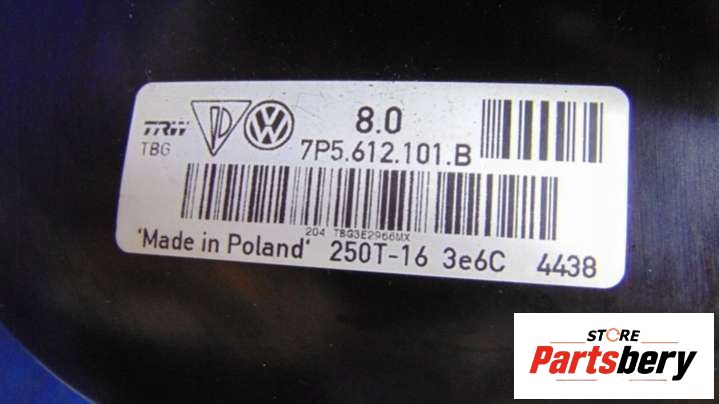 8.0
TRW
TBG
7P5.612.101.B
204 TBG3E2966MX
'Made in Poland' 250T-16 3e6C 4438
STORE
Partsbery